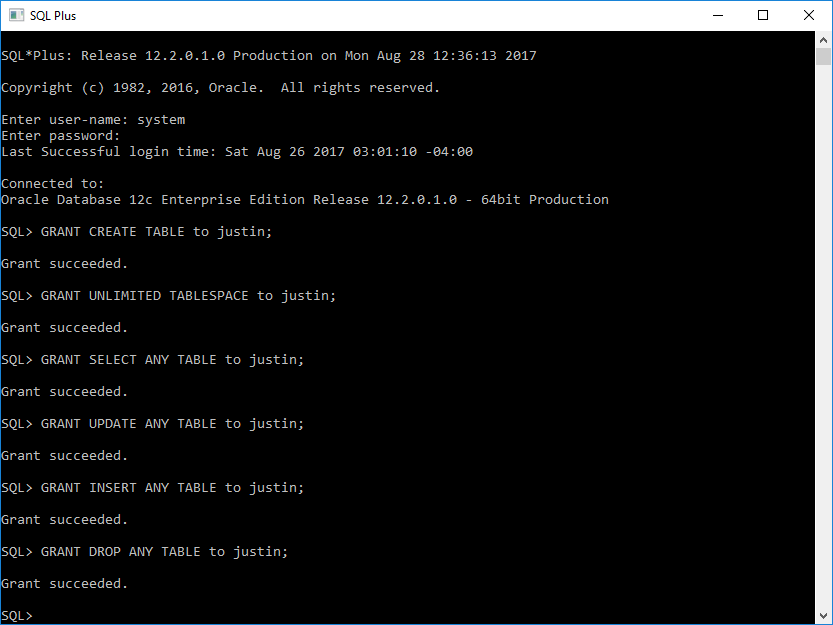 SQL Plus
SQL*Plus: Release 12.2.0.1.0 Production on Mon Aug 28 12:36:13 2017
Copyright (c) 1982, 2016, Oracle.  All rights reserved.
Enter user-name: system
Enter password:
Last Successful login time: Sat Aug 26 2017 03:01:10 -04:00
Connected to:
Oracle Database 12c Enterprise Edition Release 12.2.0.1.0 - 64bit Production
SQL> GRANT CREATE TABLE to justin;
Grant succeeded.
SQL> GRANT UNLIMITED TABLESPACE to justin;
Grant succeeded.
SQL> GRANT SELECT ANY TABLE to justin;
Grant succeeded.
SQL> GRANT UPDATE ANY TABLE to justin;
Grant succeeded.
SQL> GRANT INSERT ANY TABLE to justin;
Grant succeeded.
SQL> GRANT DROP ANY TABLE to justin;
Grant succeeded.
SQL>